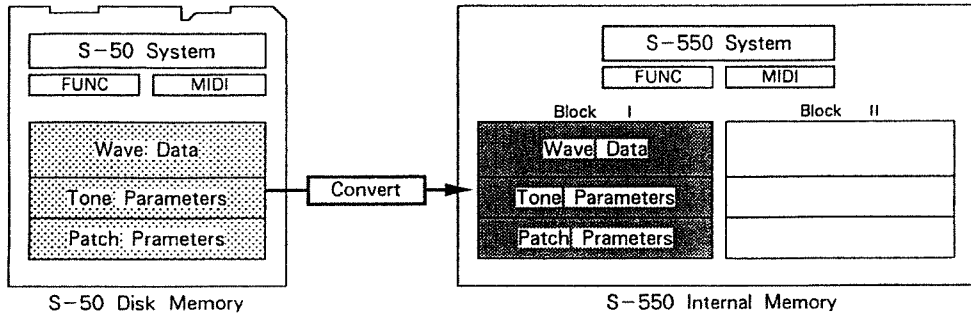 S-50 System
FUNC MIDI
Wave Data
Tone Parameters
Patch Prameters
S-50 Disk Memory
Convert
S-550 System
FUNC MIDI
Block I Block II
Wave Data
Tone Parameters
Patch Prameters
S-550 Internal Memory